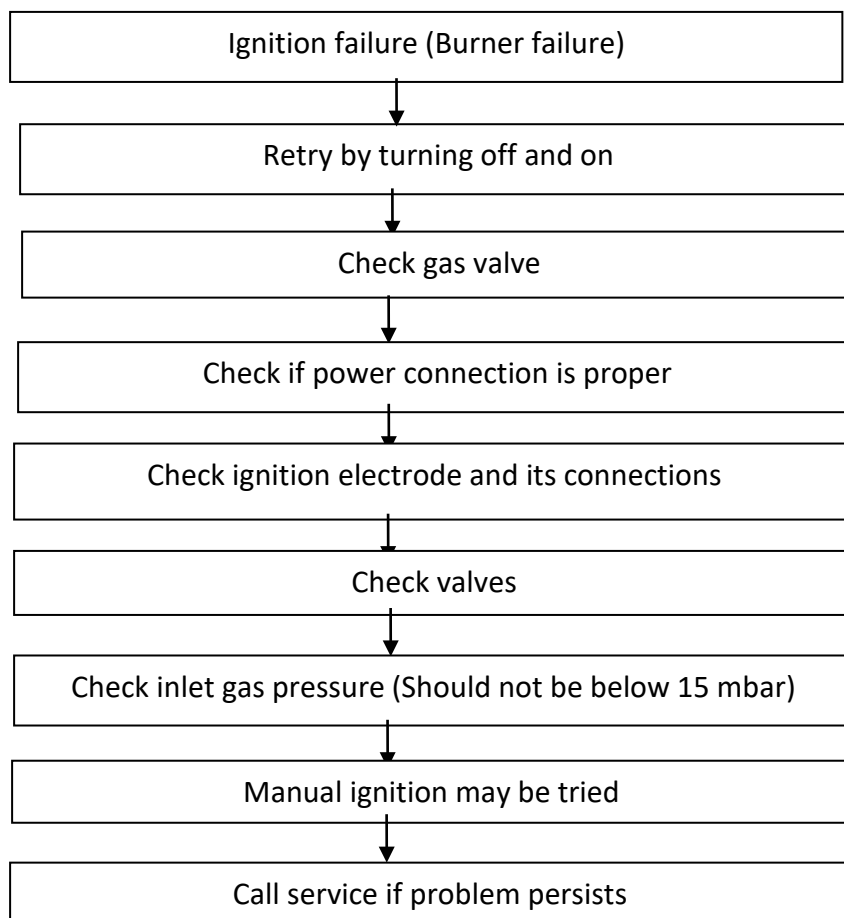 Ignition failure (Burner failure)
Retry by turning off and on
Check gas valve
Check if power connection is proper
Check ignition electrode and its connections
Check valves
Check inlet gas pressure (Should not be below 15 mbar)
Manual ignition may be tried
Call service if problem persists